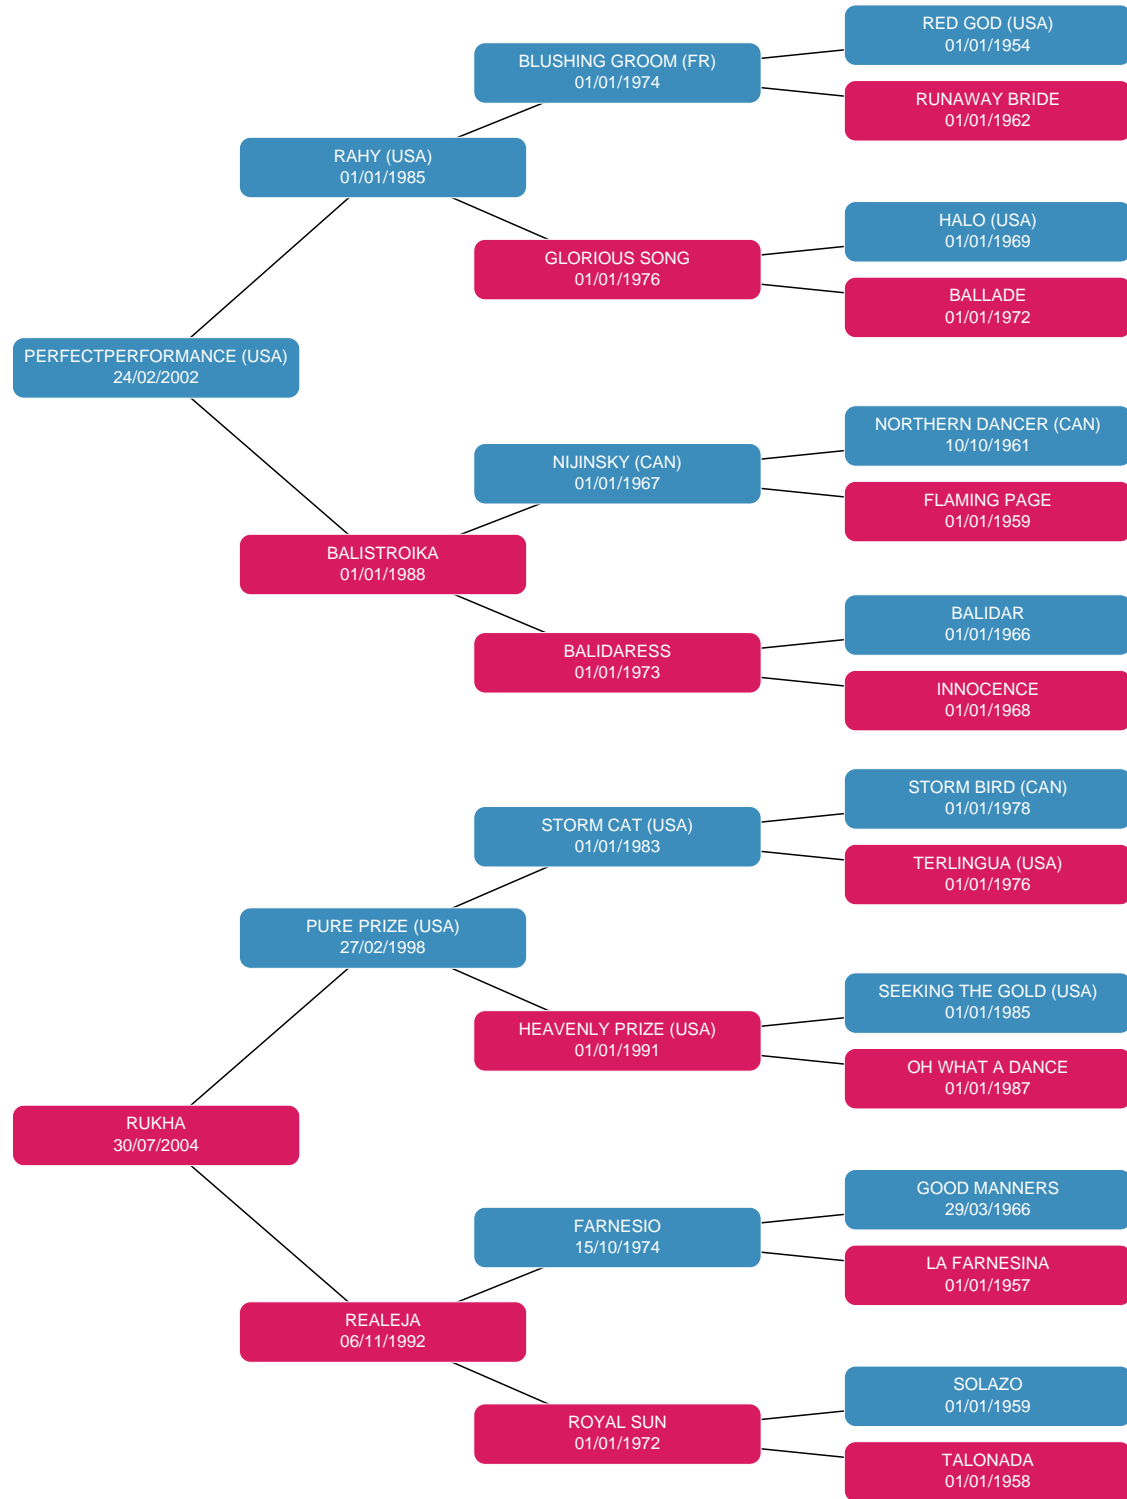 RED GOD (USA)
01/01/1954
BLUSHING GROOM (FR)
01/01/1974
RUNAWAY BRIDE
01/01/1962
RAHY (USA)
01/01/1985
HALO (USA)
01/01/1969
GLORIOUS SONG
01/01/1976
BALLADE
01/01/1972
PERFECTPERFORMANCE (USA)
24/02/2002
NORTHERN DANCER (CAN)
10/10/1961
NIJINSKY (CAN)
01/01/1967
FLAMING PAGE
01/01/1959
BALISTROIKA
01/01/1988
BALIDAR
01/01/1966
BALIDARESS
01/01/1973
INNOCENCE
01/01/1968
STORM BIRD (CAN)
01/01/1978
STORM CAT (USA)
01/01/1983
TERLINGUA (USA)
01/01/1976
PURE PRIZE (USA)
27/02/1998
SEEKING THE GOLD (USA)
01/01/1985
HEAVENLY PRIZE (USA)
01/01/1991
OH WHAT A DANCE
01/01/1987
RUKHA
30/07/2004
GOOD MANNERS
29/03/1966
FARNESIO
15/10/1974
LA FARNESINA
01/01/1957
REALEJA
06/11/1992
SOLAZO
01/01/1959
ROYAL SUN
01/01/1972
TALONADA
01/01/1958